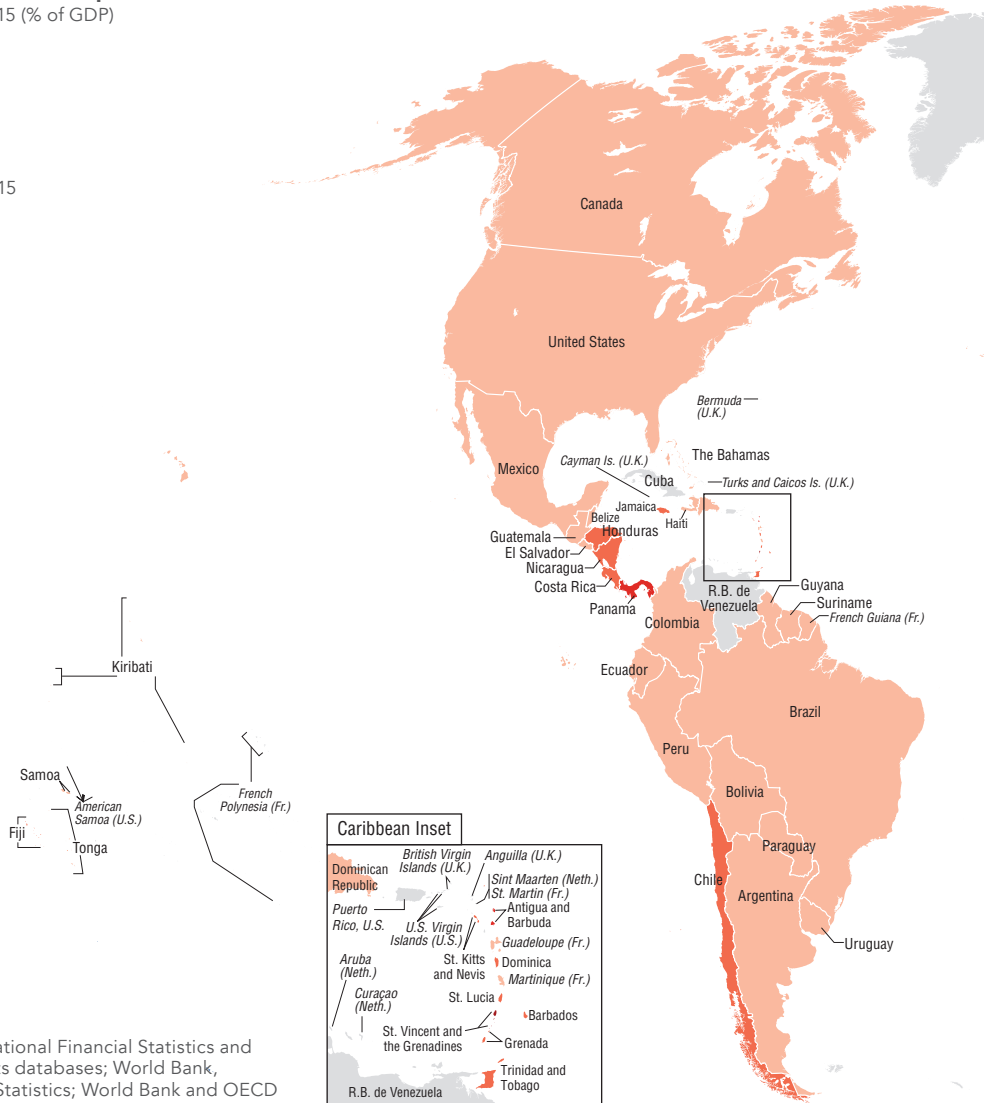 15 (% of GDP)
15
Canada
United States
Bermuda
(U.K.)
The Bahamas
Cayman Is. (U.K.)
Mexico
Cuba
Turks and Caicos Is. (U.K.)
Jamaica
Belize
Haiti
Honduras
Guatemala
El Salvador
Nicaragua
Costa Rica
Panama
R.B. de
Venezuela
Guyana
Suriname
French Guiana (Fr.)
Colombia
Ecuador
Kiribati
Brazil
Peru
Samoa
American
Samoa (U.S.)
French
Polynesia (Fr.)
Fiji
Tonga
Bolivia
Paraguay
Chile
Argentina
Uruguay
Caribbean Inset
Dominican
Republic
British Virgin
Islands (U.K.)
Anguilla (U.K.)
Sint Maarten (Neth.)
St. Martin (Fr.)
Puerto
Rico, U.S.
U.S. Virgin
Islands (U.S.)
Antigua and
Barbuda
Guadeloupe (Fr.)
St. Kitts
and Nevis
Dominica
Aruba
(Neth.)
Martinique (Fr.)
Curaçao
(Neth.)
St. Lucia
Barbados
St. Vincent and
the Grenadines
Grenada
Trinidad and
Tobago
R.B. de Venezuela
ational Financial Statistics and
ts databases; World Bank,
Statistics; World Bank and OECD